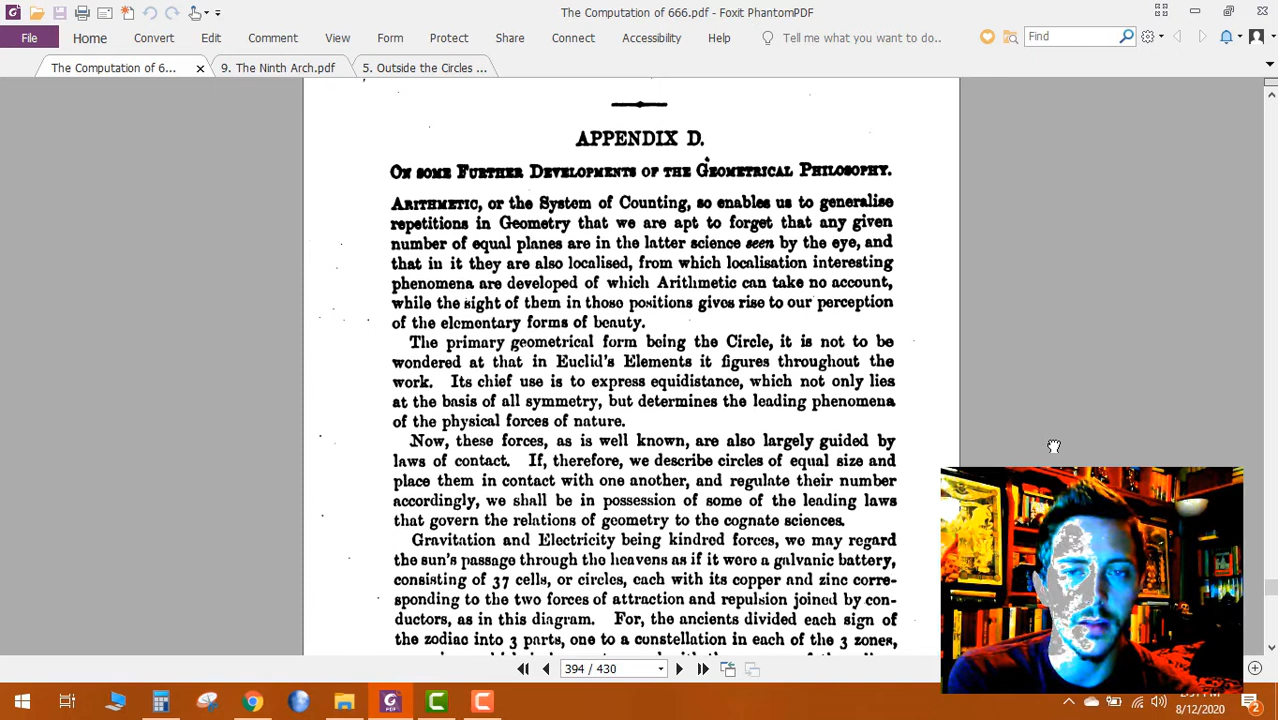 The Computation of 666.pdf - Foxit PhantomPDF
File Home Convert Edit Comment View Form Protect Share Connect Accessibility Help Tell me what you want to do.. Find
The Computation of 6... 9. The Ninth Arch.pdf 5. Outside the Circles ...
APPENDIX D.
ON SOME FURTHER DEVELOPMENTS OF THE GEOMETRICAL PHILOSOPHY.
ARITHMETIC, or the System of Counting, so enables us to generalise
repetitions in Geometry that we are apt to forget that any given
number of equal planes are in the latter science seen by the eye, and
that in it they are also localised, from which localisation interesting
phenomena are developed of which Arithmetic can take no account,
while the sight of them in those positions gives rise to our perception
of the elementary forms of beauty.
The primary geometrical form being the Circle, it is not to be
wondered at that in Euclid's Elements it figures throughout the
work. Its chief use is to express equidistance, which not only lies
at the basis of all symmetry, but determines the leading phenomena
of the physical forces of nature.
Now, these forces, as is well known, are also largely guided by
laws of contact. If, therefore, we describe circles of equal size and
place them in contact with one another, and regulate their number
accordingly, we shall be in possession of some of the leading laws
that govern the relations of geometry to the cognate sciences.
Gravitation and Electricity being kindred forces, we may regard
the sun's passage through the heavens as if it were a galvanic battery,
consisting of 37 cells, or circles, each with its copper and zinc corre-
sponding to the two forces of attraction and repulsion joined by con-
ductors, as in this diagram. For, the ancients divided each sign of
the zodiac into 3 parts, one to a constellation in each of the 3 zones,
394 / 430
8/12/2020
2